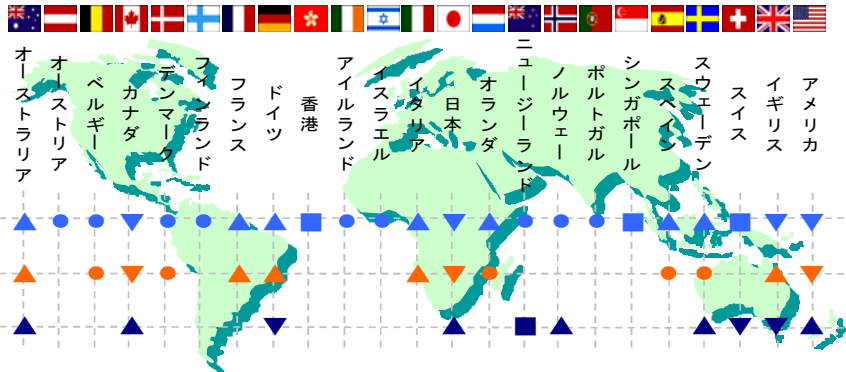 オーストラリア
オーストリア
ベルギー
カナダ
デンマーク
フィンランド
フランス
ドイツ
香港
アイルランド
イスラエル
イタリア
日本
オランダ
ニュージーランド
ノルウェー
ポルトガル
シンガポール
スペイン
スウェーデン
スイス
イギリス
アメリカ